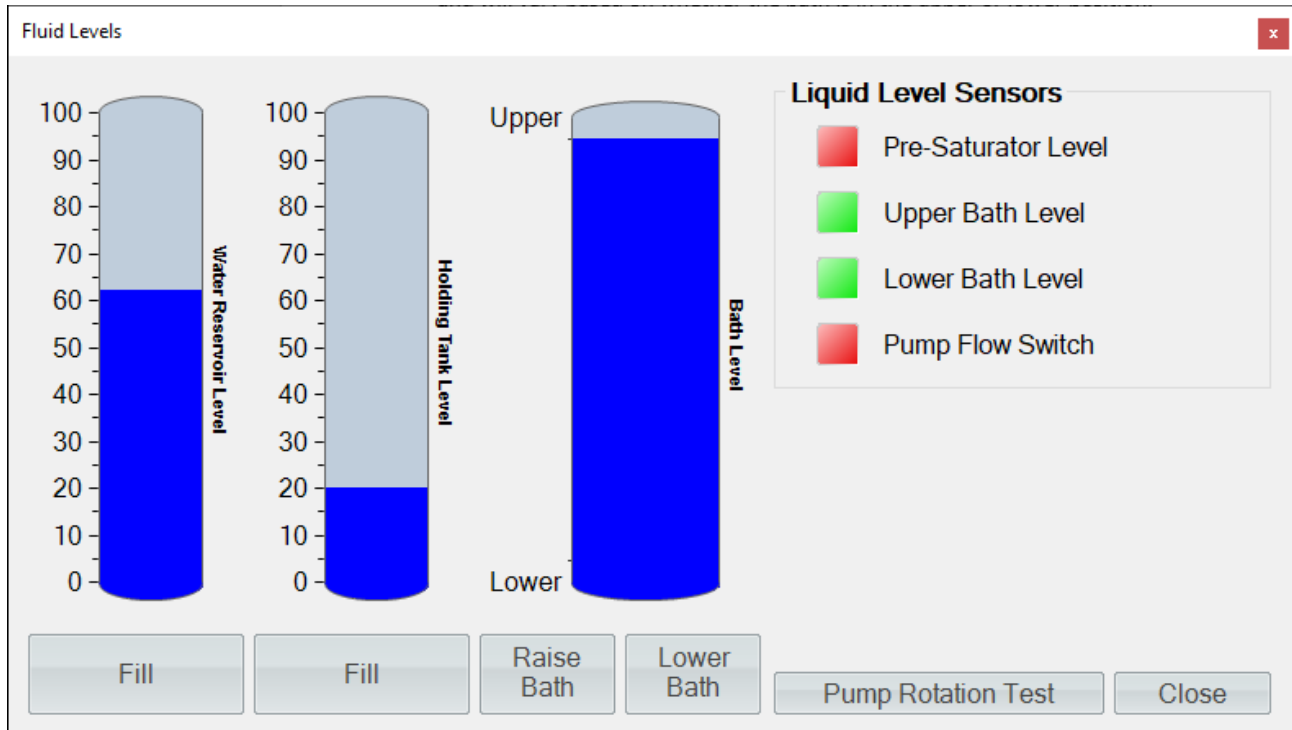 Fluid Levels
x
100
90
80
70
60
50
40
30
20
10
0
Water Reservoir Level
Fill
100
90
80
70
60
50
40
30
20
10
0
Holding Tank Level
Fill
Upper
Lower
Bath Level
Raise
Bath
Lower
Bath
Liquid Level Sensors
Pre-Saturator Level
Upper Bath Level
Lower Bath Level
Pump Flow Switch
Pump Rotation Test
Close